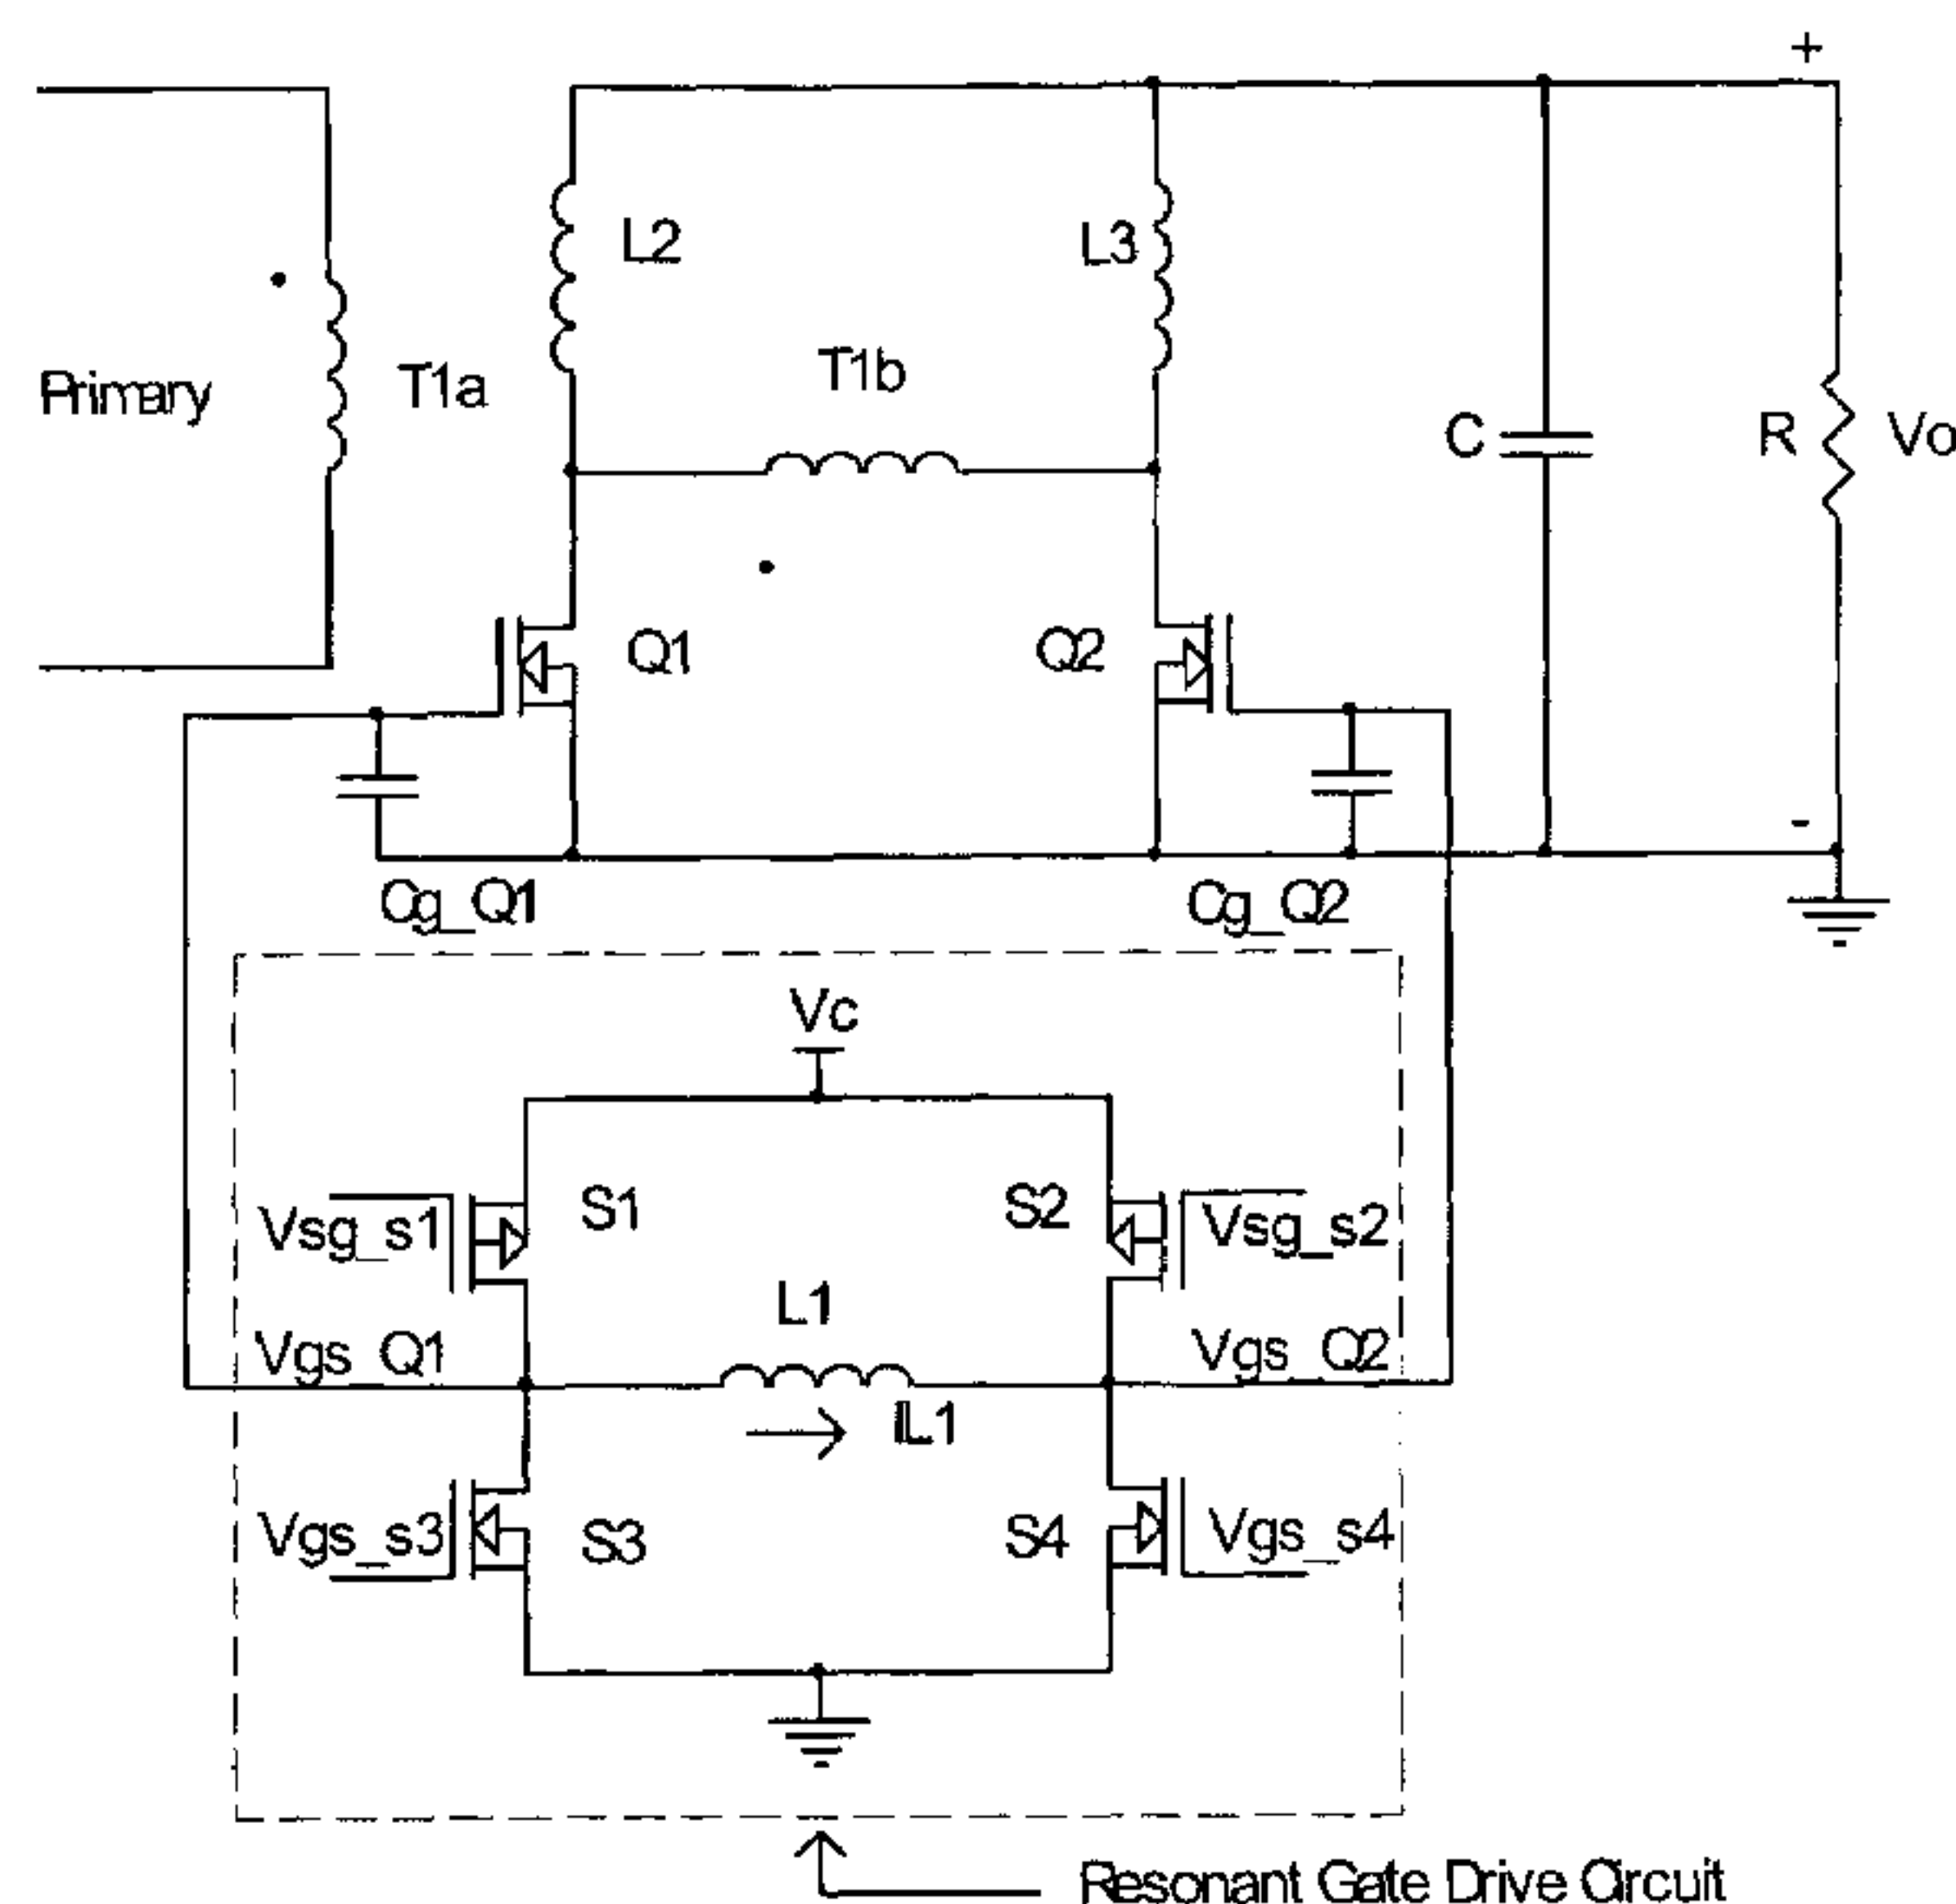 +
L2
L3
T1b
Primary
T1a
C
R
Vo
Q1
Q2
-
Cg_Q1
Cg_Q2
Vc
Vsg_s1
S1
S2
Vsg_s2
L1
Vgs_Q1
Vgs_Q2
IL1
Vgs_s3
S3
S4
Vgs_s4
Resonant Gate Drive Circuit